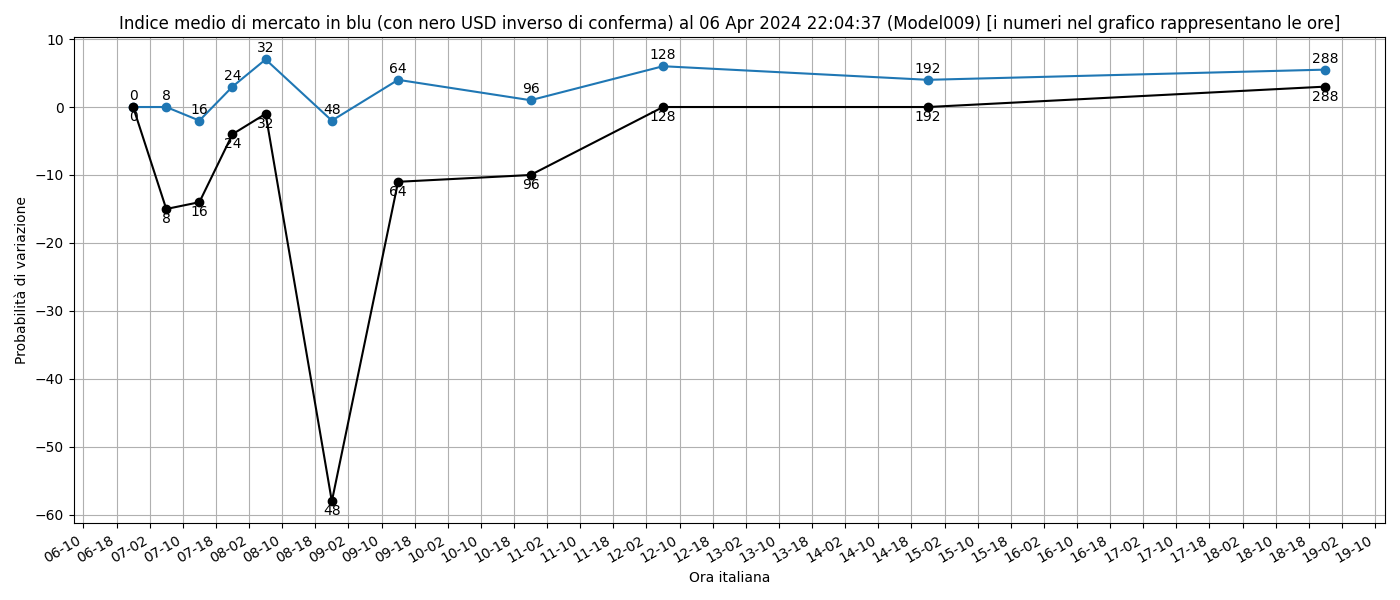 Indice medio di mercato in blu (con nero USD inverso di conferma) al 06 Apr 2024 22:04:37 (Model009) [i numeri nel grafico rappresentano le ore]
Probabilità di variazione
10
0
−10
−20
−30
−40
−50
−60
0 8 16 24 32 48 64 96 128 192 288
0 8 16 24 32 48 64 96 128 192 288
06-10 06-18 07-02 07-10 07-18 08-02 08-10 08-18 09-02 09-10 09-18 10-02 10-10 10-18 11-02 11-10 11-18 12-02 12-10 12-18 13-02 13-10 13-18 14-02 14-10 14-18 15-02 15-10 15-18 16-02 16-10 16-18 17-02 17-10 17-18 18-02 18-10 18-18 19-02 19-10
Ora italiana